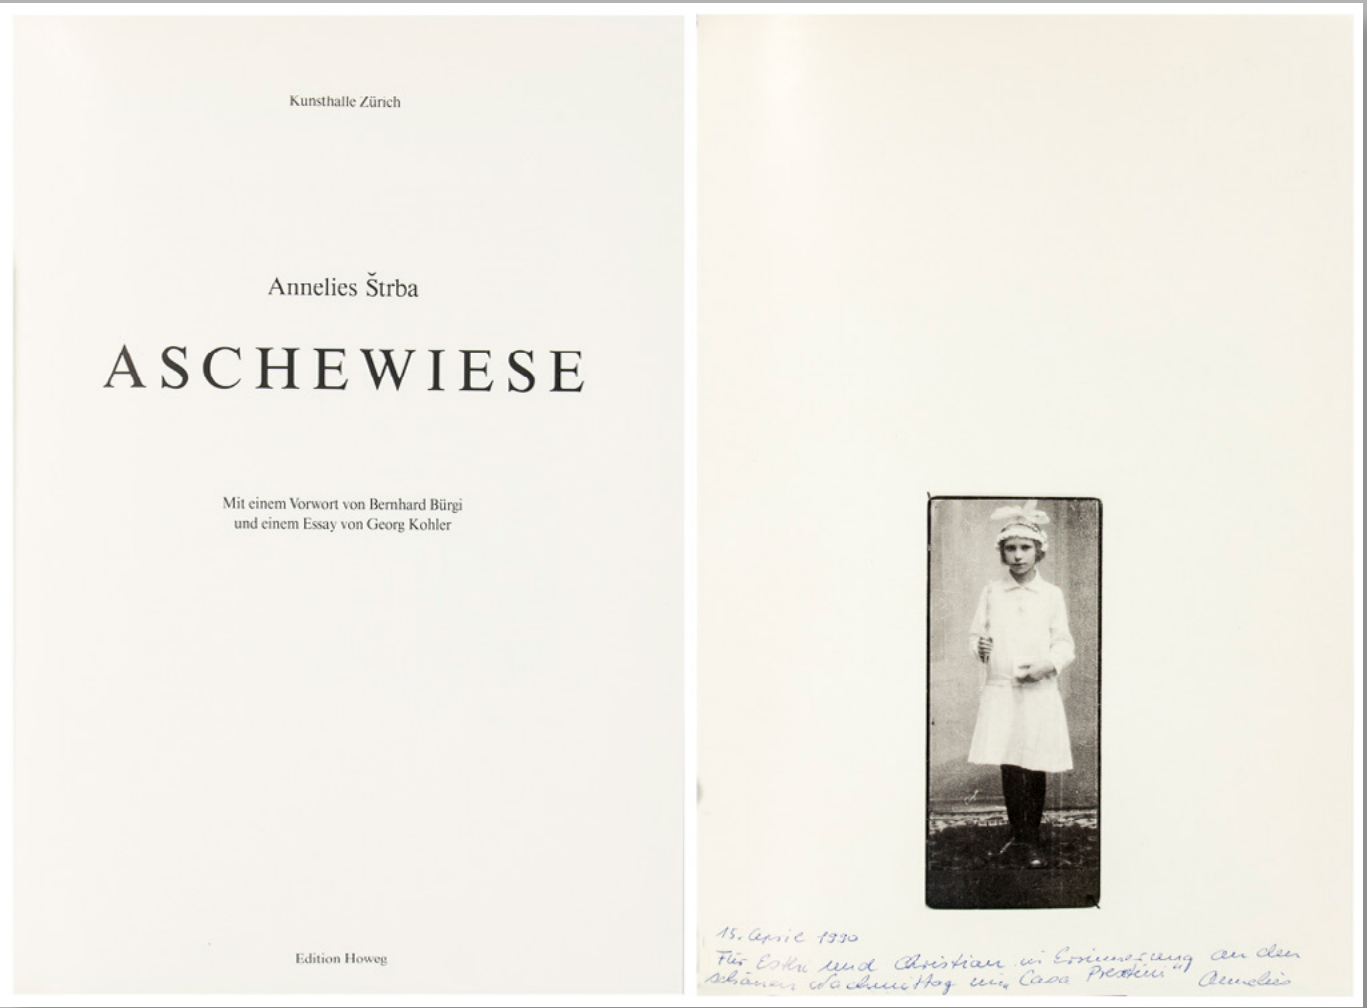 Kunsthalle Zürich
Annelies Štrba
ASCHEWIESE
Mit einem Vorwort von Bernhard Bürgi
und einem Essay von Georg Kohler
Edition Howeg
15. April 1990
Für Esther und Christian in Erinnerung an den
schönen Nachmittag im „Casa "  Annelies